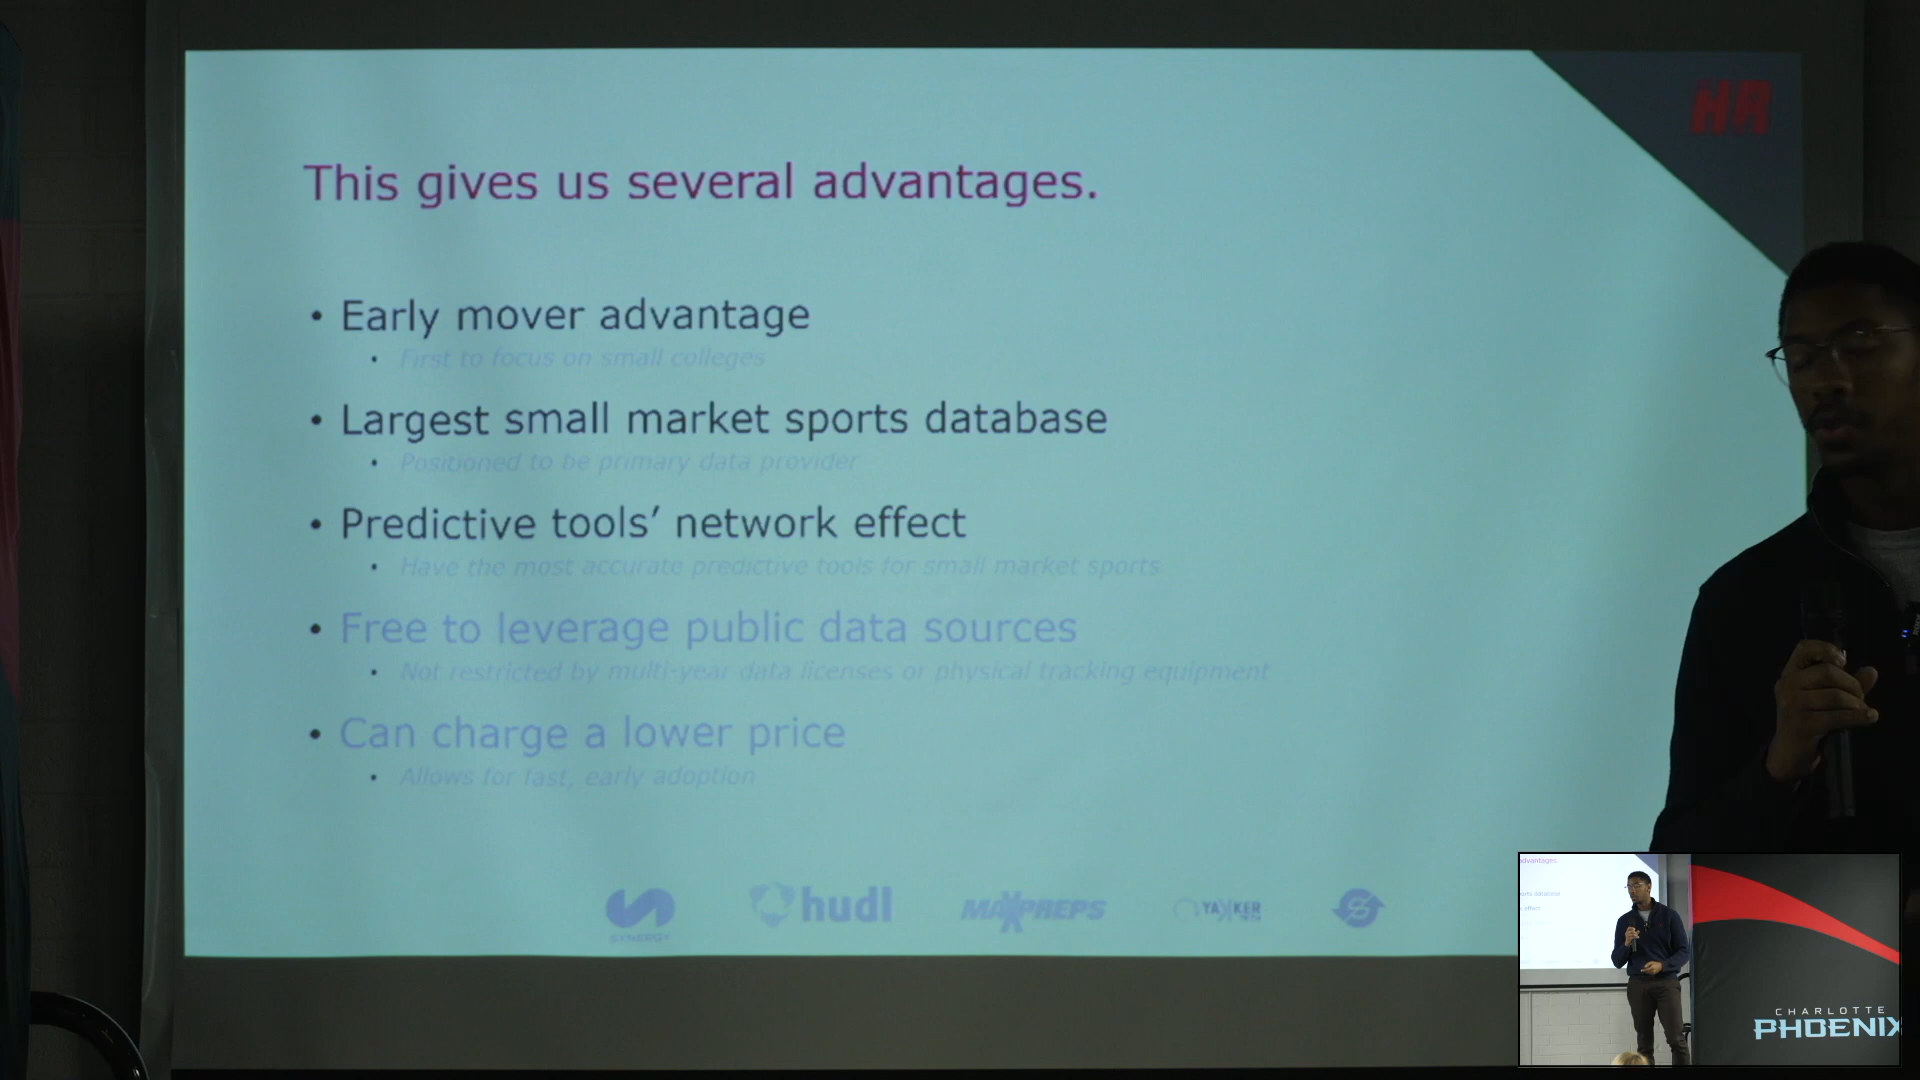 HR
This gives us several advantages.
• Early mover advantage
• First to focus on small colleges
• Largest small market sports database
• Positioned to be primary data provider
• Predictive tools’ network effect
• Have the most accurate predictive tools for small market sports
• Free to leverage public data sources
• Not restricted by multi-year data licenses or physical tracking equipment
• Can charge a lower price
• Allows for fast, early adoption
SYNERGY
hudl
MAXPREPS
YAKKER
S
advantages.
CHARLOTTE
PHOENIX